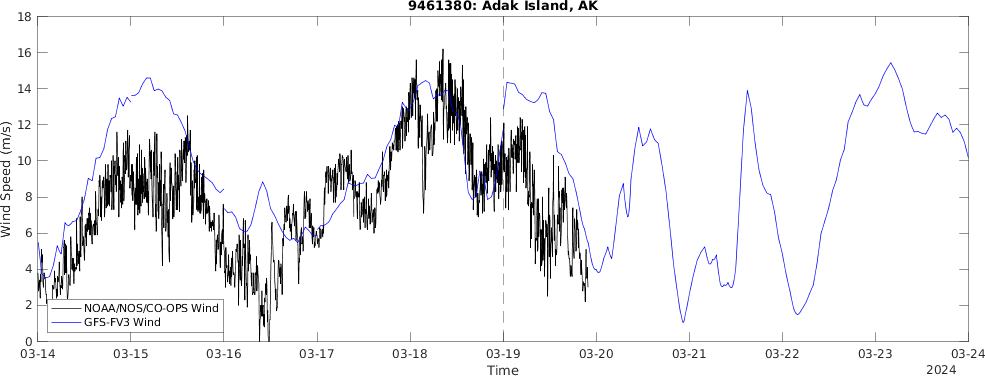 9461380: Adak Island, AK
18
16
14
12
10
8
6
4
2
0
Wind Speed (m/s)
NOAA/NOS/CO-OPS Wind
GFS-FV3 Wind
03-14 03-15 03-16 03-17 03-18 03-19 03-20 03-21 03-22 03-23 03-24
Time
2024